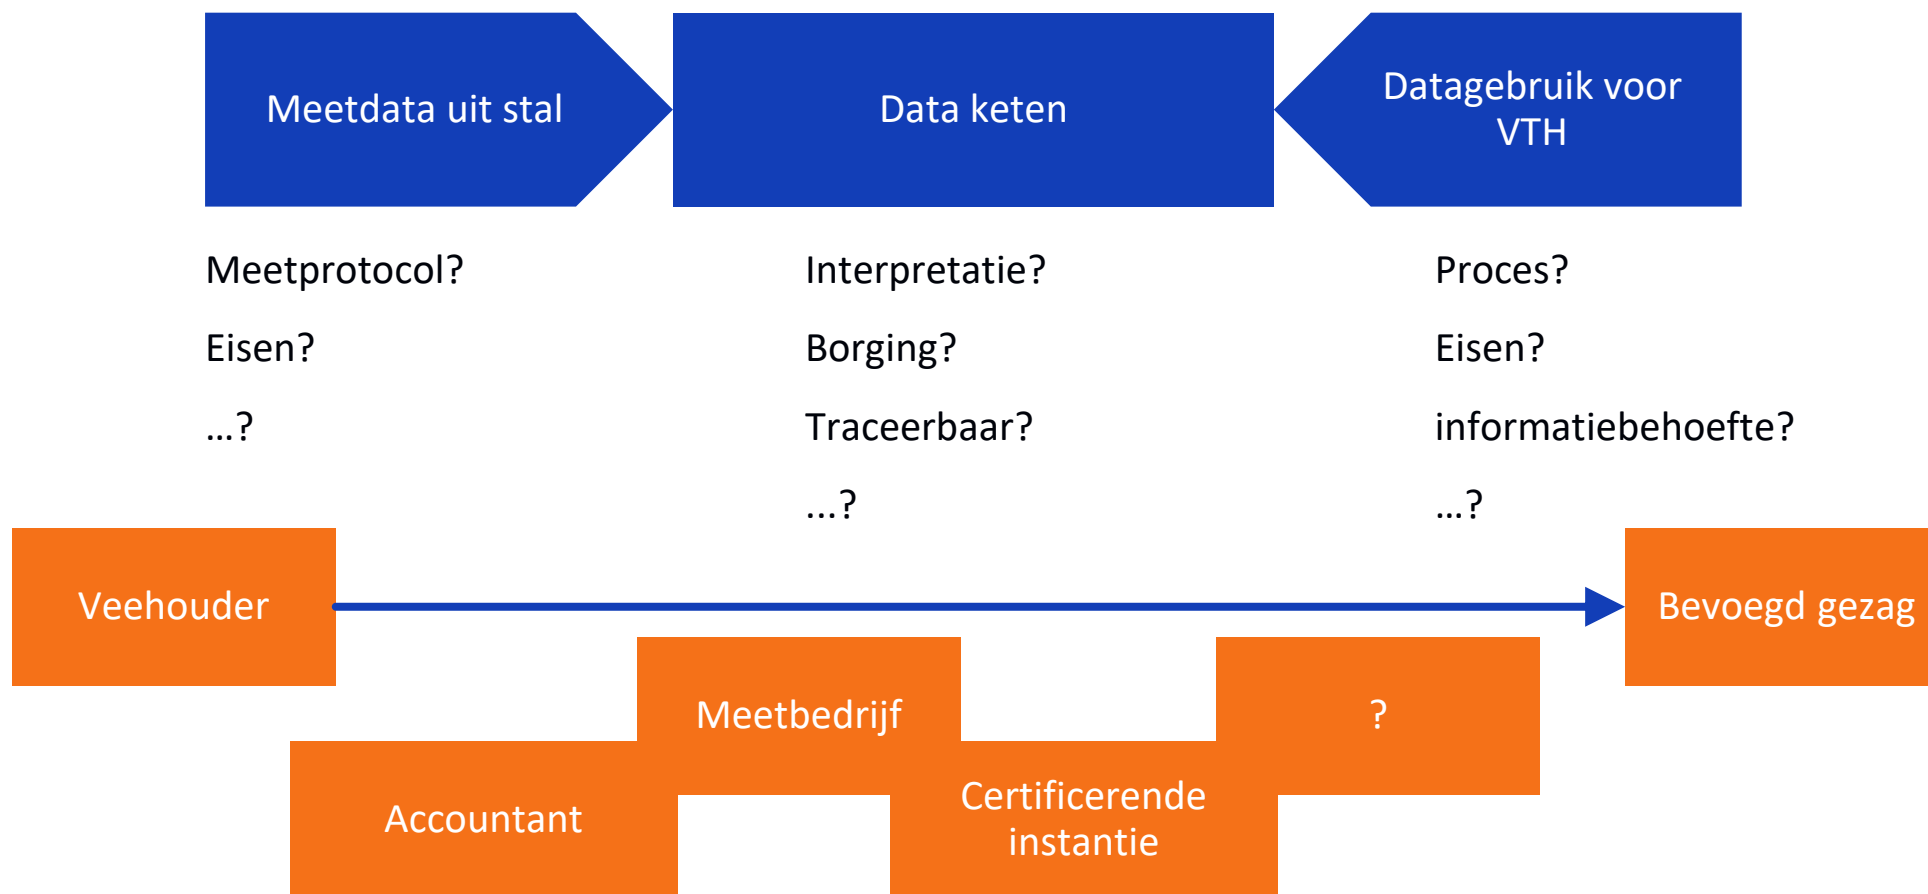 Meetdata uit stal
Data keten
Datagebruik voor
VTH
Meetprotocol?
Eisen?
...?
Interpretatie?
Borging?
Traceerbaar?
...?
Proces?
Eisen?
informatiebehoefte?
...?
Veehouder
Bevoegd gezag
Meetbedrijf
?
Accountant
Certificerende
instantie